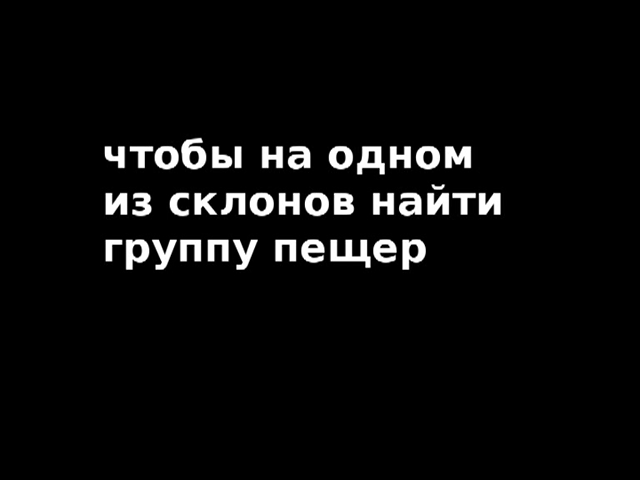 чтобы на одном
из склонов найти
группу пещер